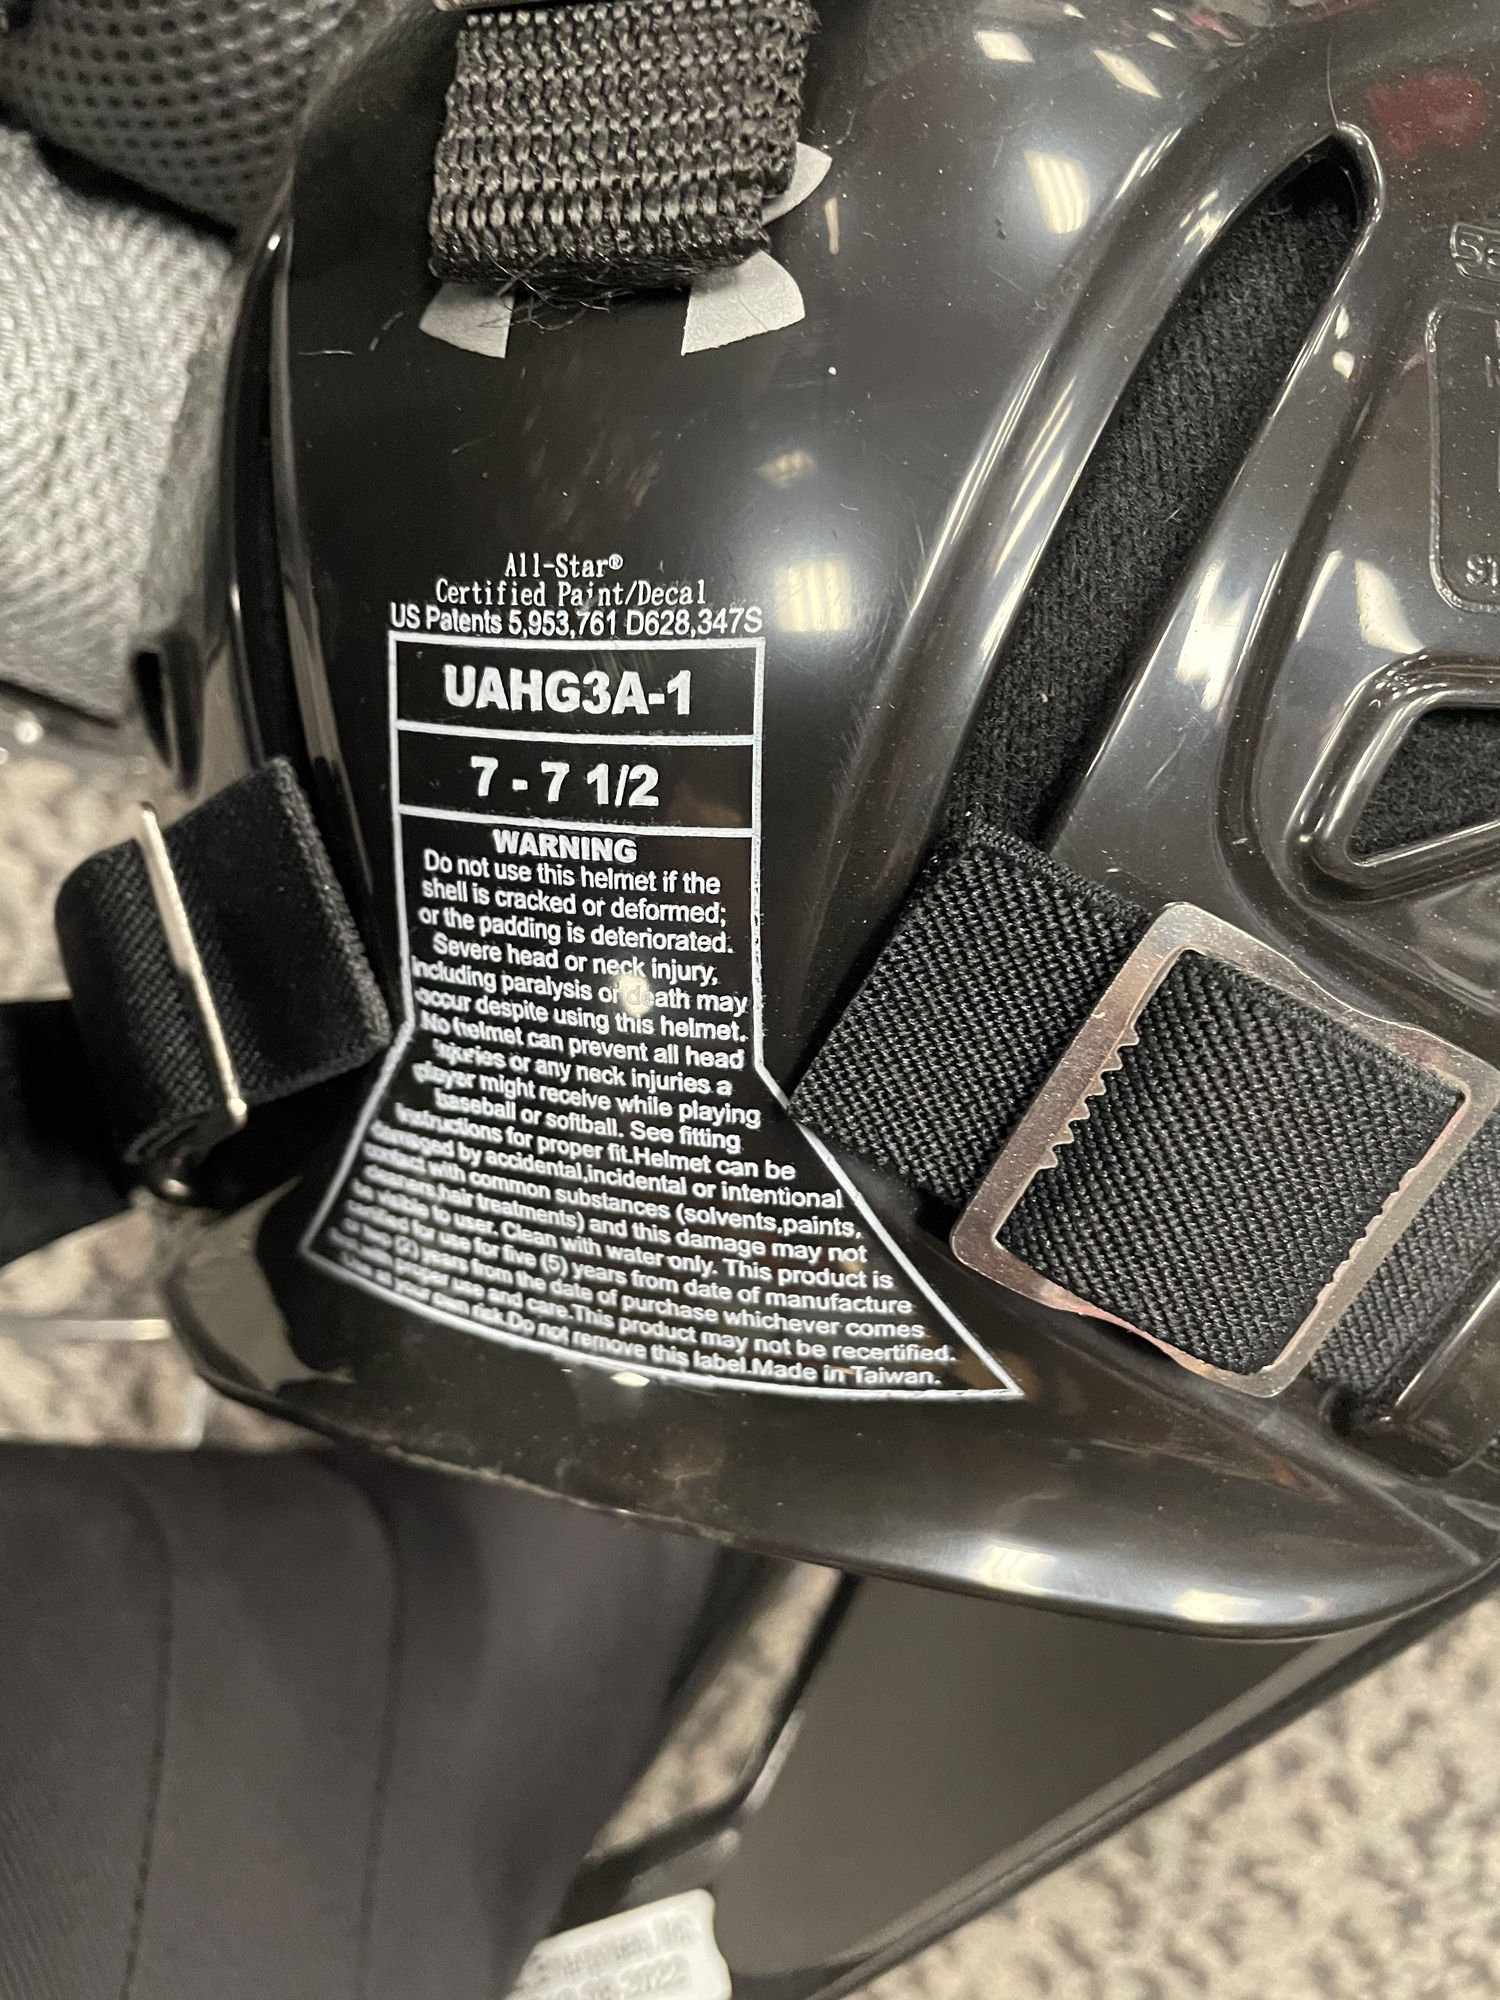 All-Star®
Certified Paint/Decal
US Patents 5,953,761 D628,347S
UAHG3A-1
7 - 7 1/2
WARNING
Do not use this helmet if the
shell is cracked or deformed;
or the padding is deteriorated.
Severe head or neck injury,
including paralysis or death may
occur despite using this helmet.
No helmet can prevent all head
injuries or any neck injuries a
player might receive while playing
baseball or softball. See fitting
instructions for proper fit.Helmet can be
damaged by accidental,incidental or intentional
contact with common substances (solvents,paints,
cleaners,hair treatments) and this damage may not
be visible to user. Clean with water only. This product is
certified for use for five (5) years from date of manufacture
or two (2) years from the date of purchase whichever comes
first,with proper use and care.This product may not be recertified.
Use at your own risk.Do not remove this label.Made in Taiwan.
2022